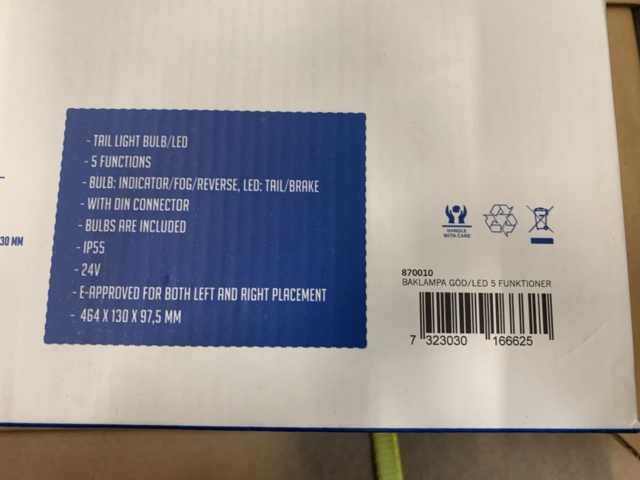 - TAIL LIGHT BULB/LED
- 5 FUNCTIONS
- BULB: INDICATOR/FOG/REVERSE, LED: TAIL/BRAKE
- WITH DIN CONNECTOR
- BULBS ARE INCLUDED
- IP55
- 24V
- E-APPROVED FOR BOTH LEFT AND RIGHT PLACEMENT
- 464 X 130 X 97,5 MM
30 MM
HANDLE
WITH CARE
870010
BAKLAMPA GÖD/LED 5 FUNKTIONER
7 323030 166625